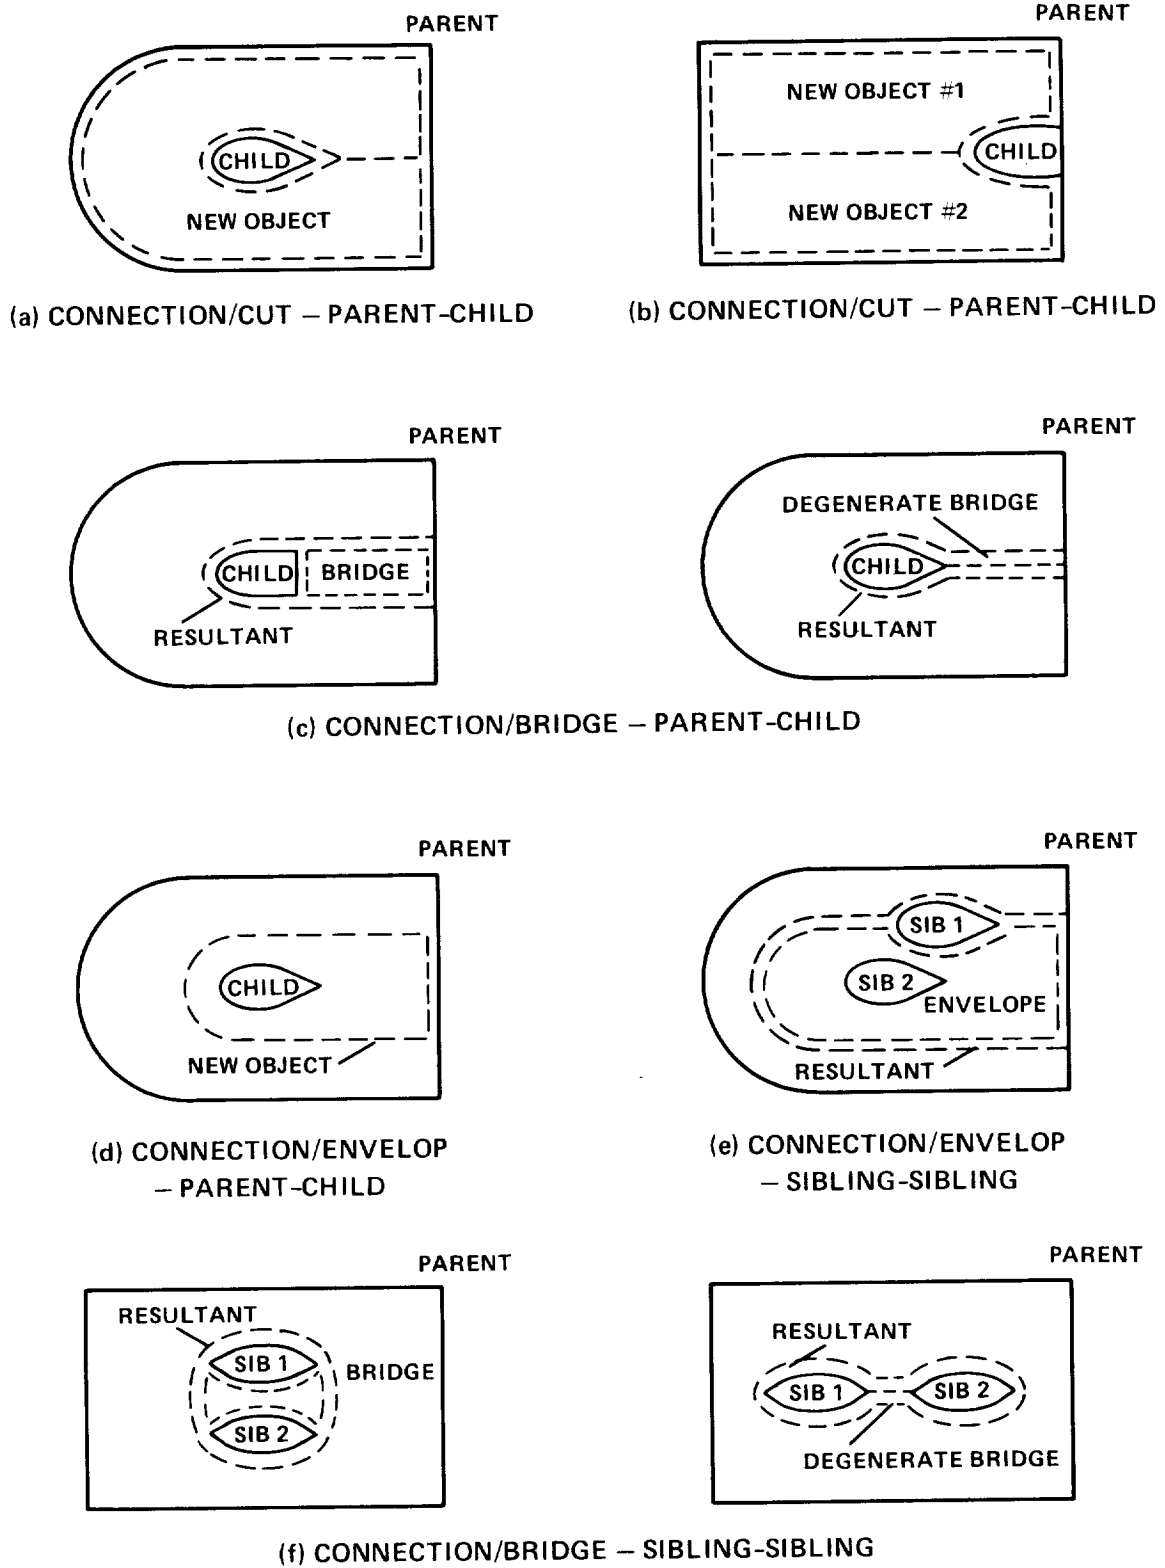 PARENT
CHILD
NEW OBJECT
(a) CONNECTION/CUT – PARENT-CHILD
PARENT
NEW OBJECT #1
CHILD
NEW OBJECT #2
(b) CONNECTION/CUT – PARENT-CHILD
PARENT
CHILD
BRIDGE
RESULTANT
PARENT
DEGENERATE BRIDGE
CHILD
RESULTANT
(c) CONNECTION/BRIDGE – PARENT-CHILD
PARENT
CHILD
NEW OBJECT
(d) CONNECTION/ENVELOP
– PARENT-CHILD
PARENT
SIB 1
SIB 2
ENVELOPE
RESULTANT
(e) CONNECTION/ENVELOP
– SIBLING-SIBLING
PARENT
RESULTANT
SIB 1
BRIDGE
SIB 2
PARENT
RESULTANT
SIB 1
SIB 2
DEGENERATE BRIDGE
(f) CONNECTION/BRIDGE – SIBLING-SIBLING